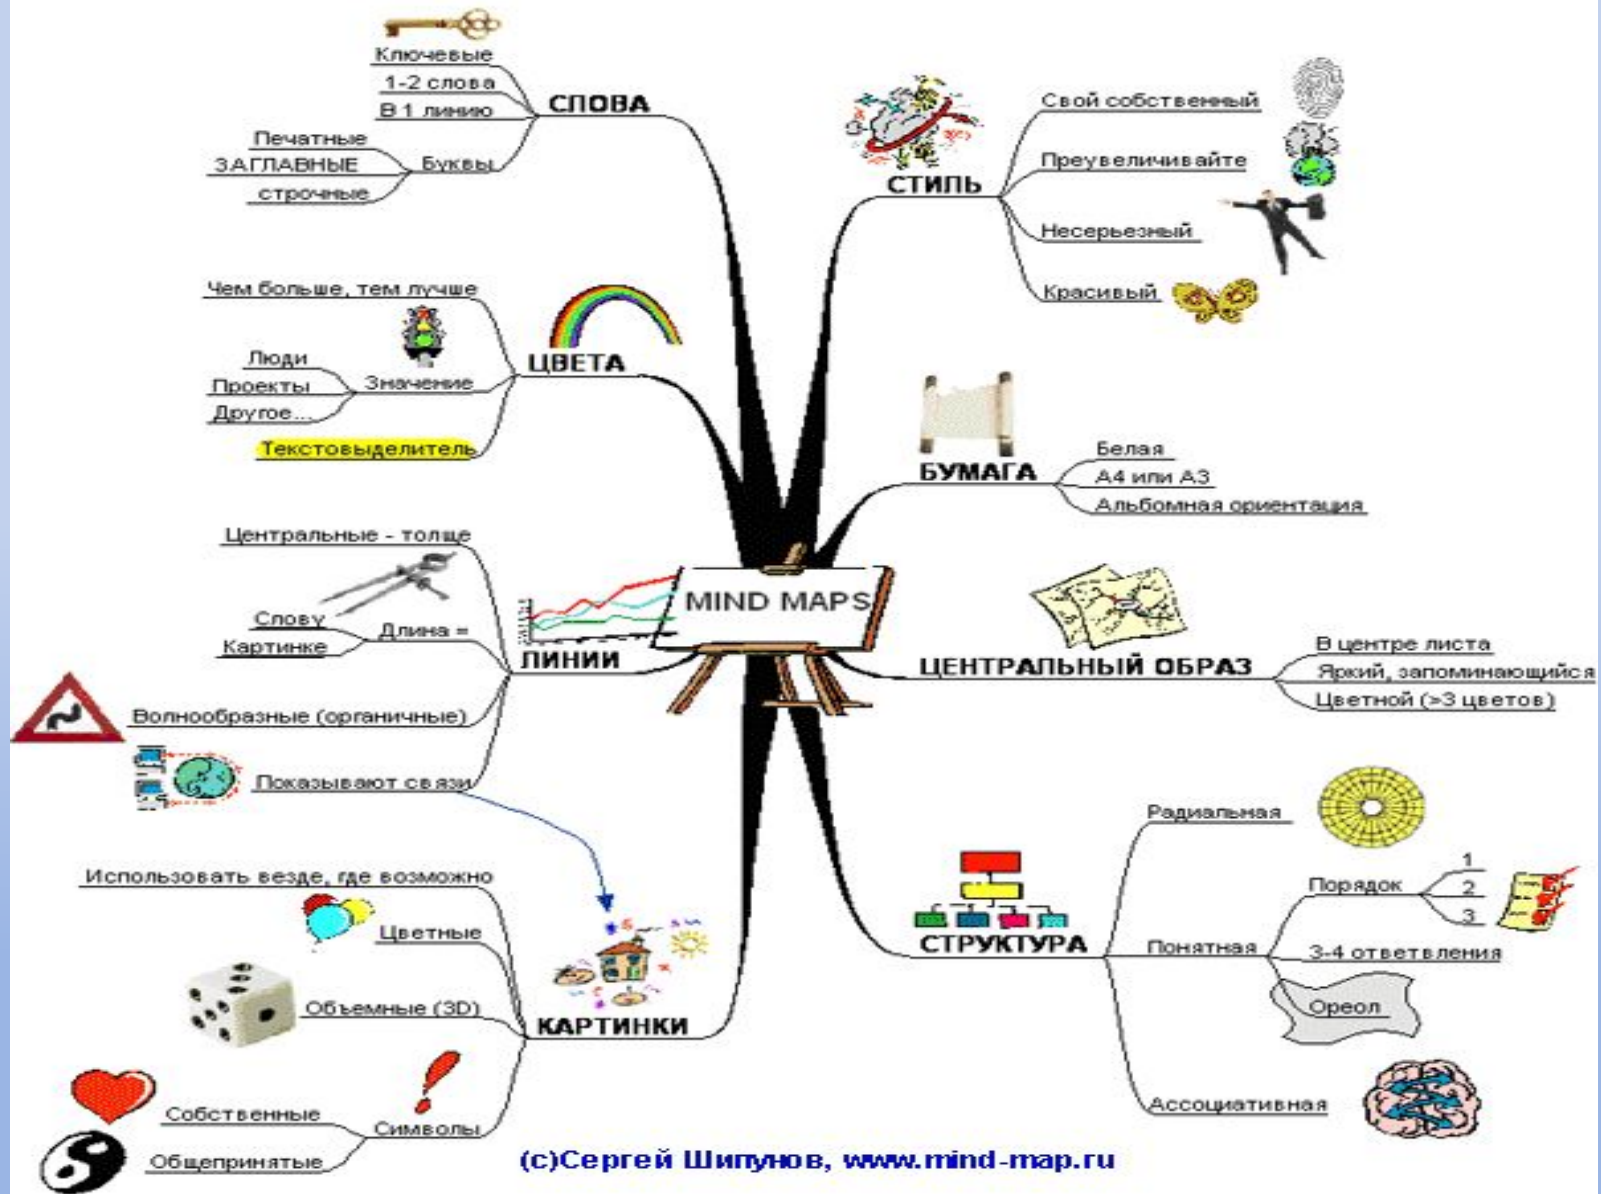 Ключевые
1-2 слова
В 1 линию
СЛОВА
Печатные
ЗАГЛАВНЫЕ
Буквы
строчные
Чем больше, тем лучше
ЦВЕТА
Люди
Проекты
Значение
Другое...
Текстовыделитель
Центральные - толще
Слову
Длина =
Картинке
ЛИНИИ
Волнообразные (органичные)
Показывают связи
Использовать везде, где возможно
Цветные
Объемные (3D)
КАРТИНКИ
Собственные
Символы
Общепринятые
MIND MAPS
Свой собственный
Преувеличивайте
СТИЛЬ
Несерьезный
Красивый
БУМАГА
Белая
А4 или А3
Альбомная ориентация
ЦЕНТРАЛЬНЫЙ ОБРАЗ
В центре листа
Яркий, запоминающийся
Цветной (>3 цветов)
Радиальная
Порядок
1
2
3
СТРУКТУРА
Понятная
3-4 ответвления
Ореол
Ассоциативная
(c)Сергей Шипунов, www.mind-map.ru